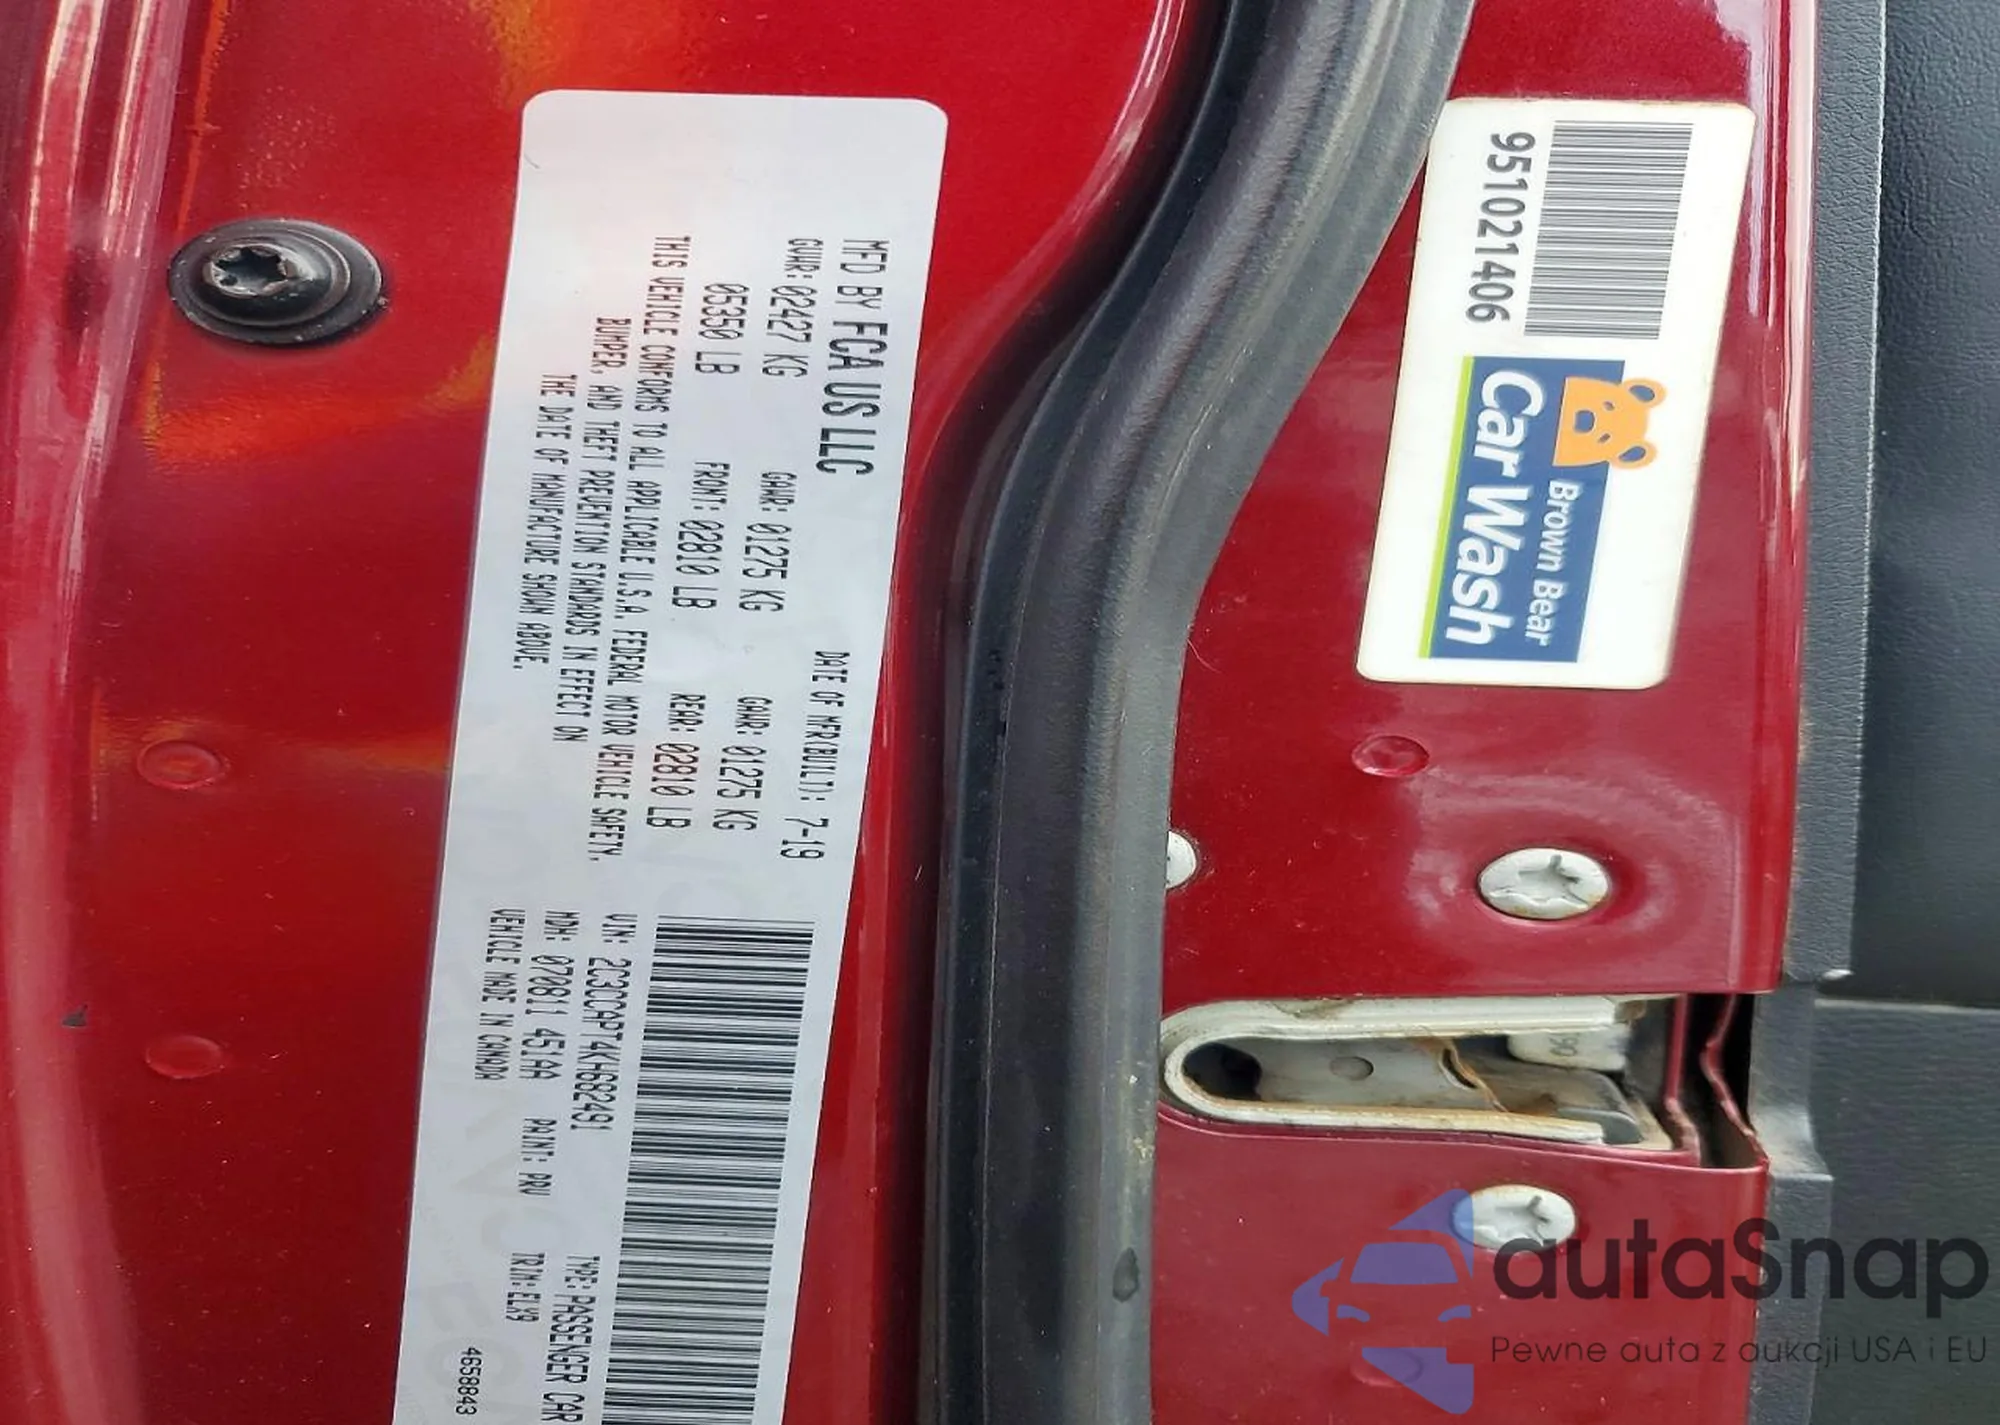 MFD BY FCA US LLC
DATE OF MFR(BUILT): 7-19
GVWR: 02427 KG
GAWR: 01275 KG
GAWR: 01275 KG
05350 LB
FRONT: 02810 LB
REAR: 02810 LB
THIS VEHICLE CONFORMS TO ALL APPLICABLE U.S.A. FEDERAL MOTOR VEHICLE SAFETY,
BUMPER, AND THEFT PREVENTION STANDARDS IN EFFECT ON
THE DATE OF MANUFACTURE SHOWN ABOVE.
VIN: 2C3CCAPT4KH682491
TYPE: PASSENGER CAR
MDH: 070811 451AA
PAINT: PRV
TRIM: ELX9
VEHICLE MADE IN CANADA
4658843
951021406
Brown Bear
Car Wash
90
autaSnap
Pewne auta z aukcji USA i EU